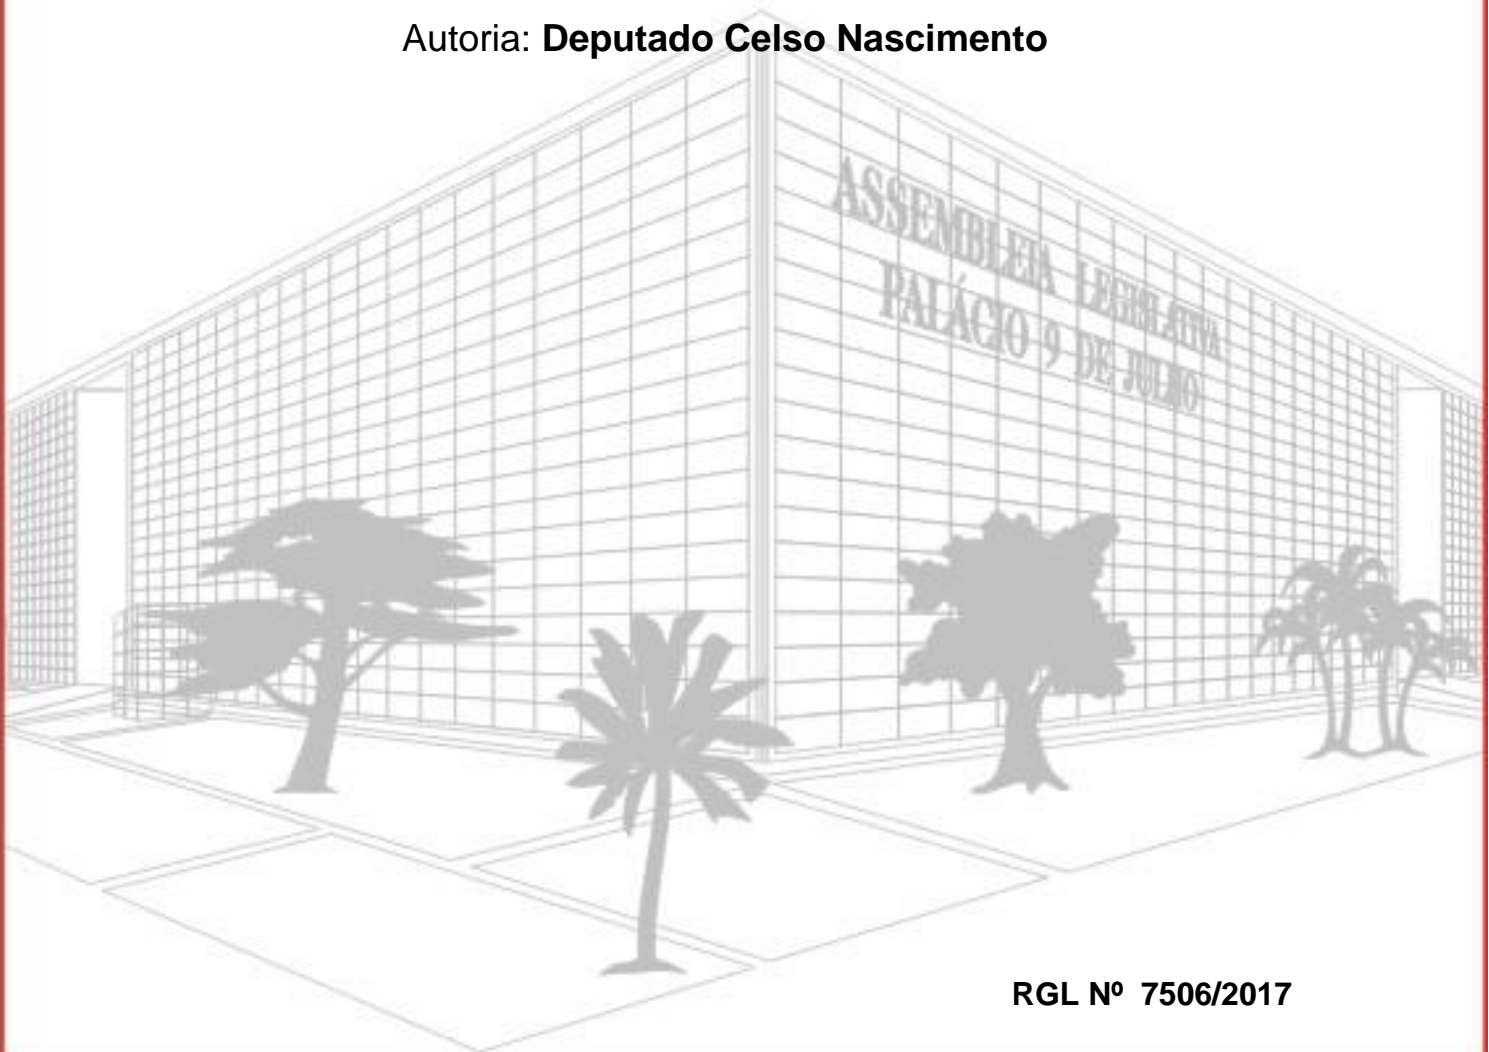 Autoria: Deputado Celso Nascimento
ASSEMBLEIA LEGISLATIVA
PALÁCIO 9 DE JULHO
RGL Nº 7506/2017